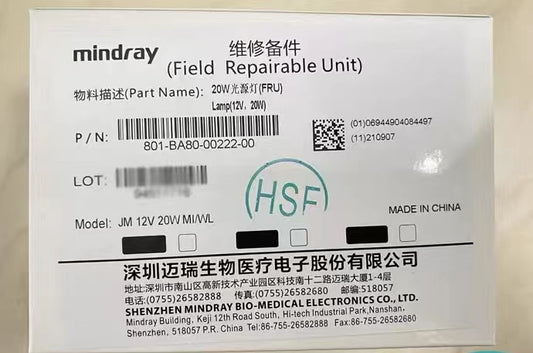 mindray
维修备件
(Field Repairable Unit)
物料描述(Part Name): 20W光源灯(FRU)
Lamp(12V, 20W)
P/N:
801-BA80-00222-00
(01)06944904084497
(11)210907
LOT:
HSF
Model: JM 12V 20W MI/WL
MADE IN CHINA
深圳迈瑞生物医疗电子股份有限公司
地址:深圳市南山区高新技术产业园区科技南十二路迈瑞大厦1-4层
电话:(0755)26582888 传真:(0755)26582680 邮编:518057
SHENZHEN MINDRAY BIO-MEDICAL ELECTRONICS CO., LTD.
Mindray Building, Keji 12th Road South, Hi-tech Industrial Park,Nanshan,
Shenzhen, 518057 P.R. China Tel:86-755-26582888 Fax:86-755-26582680